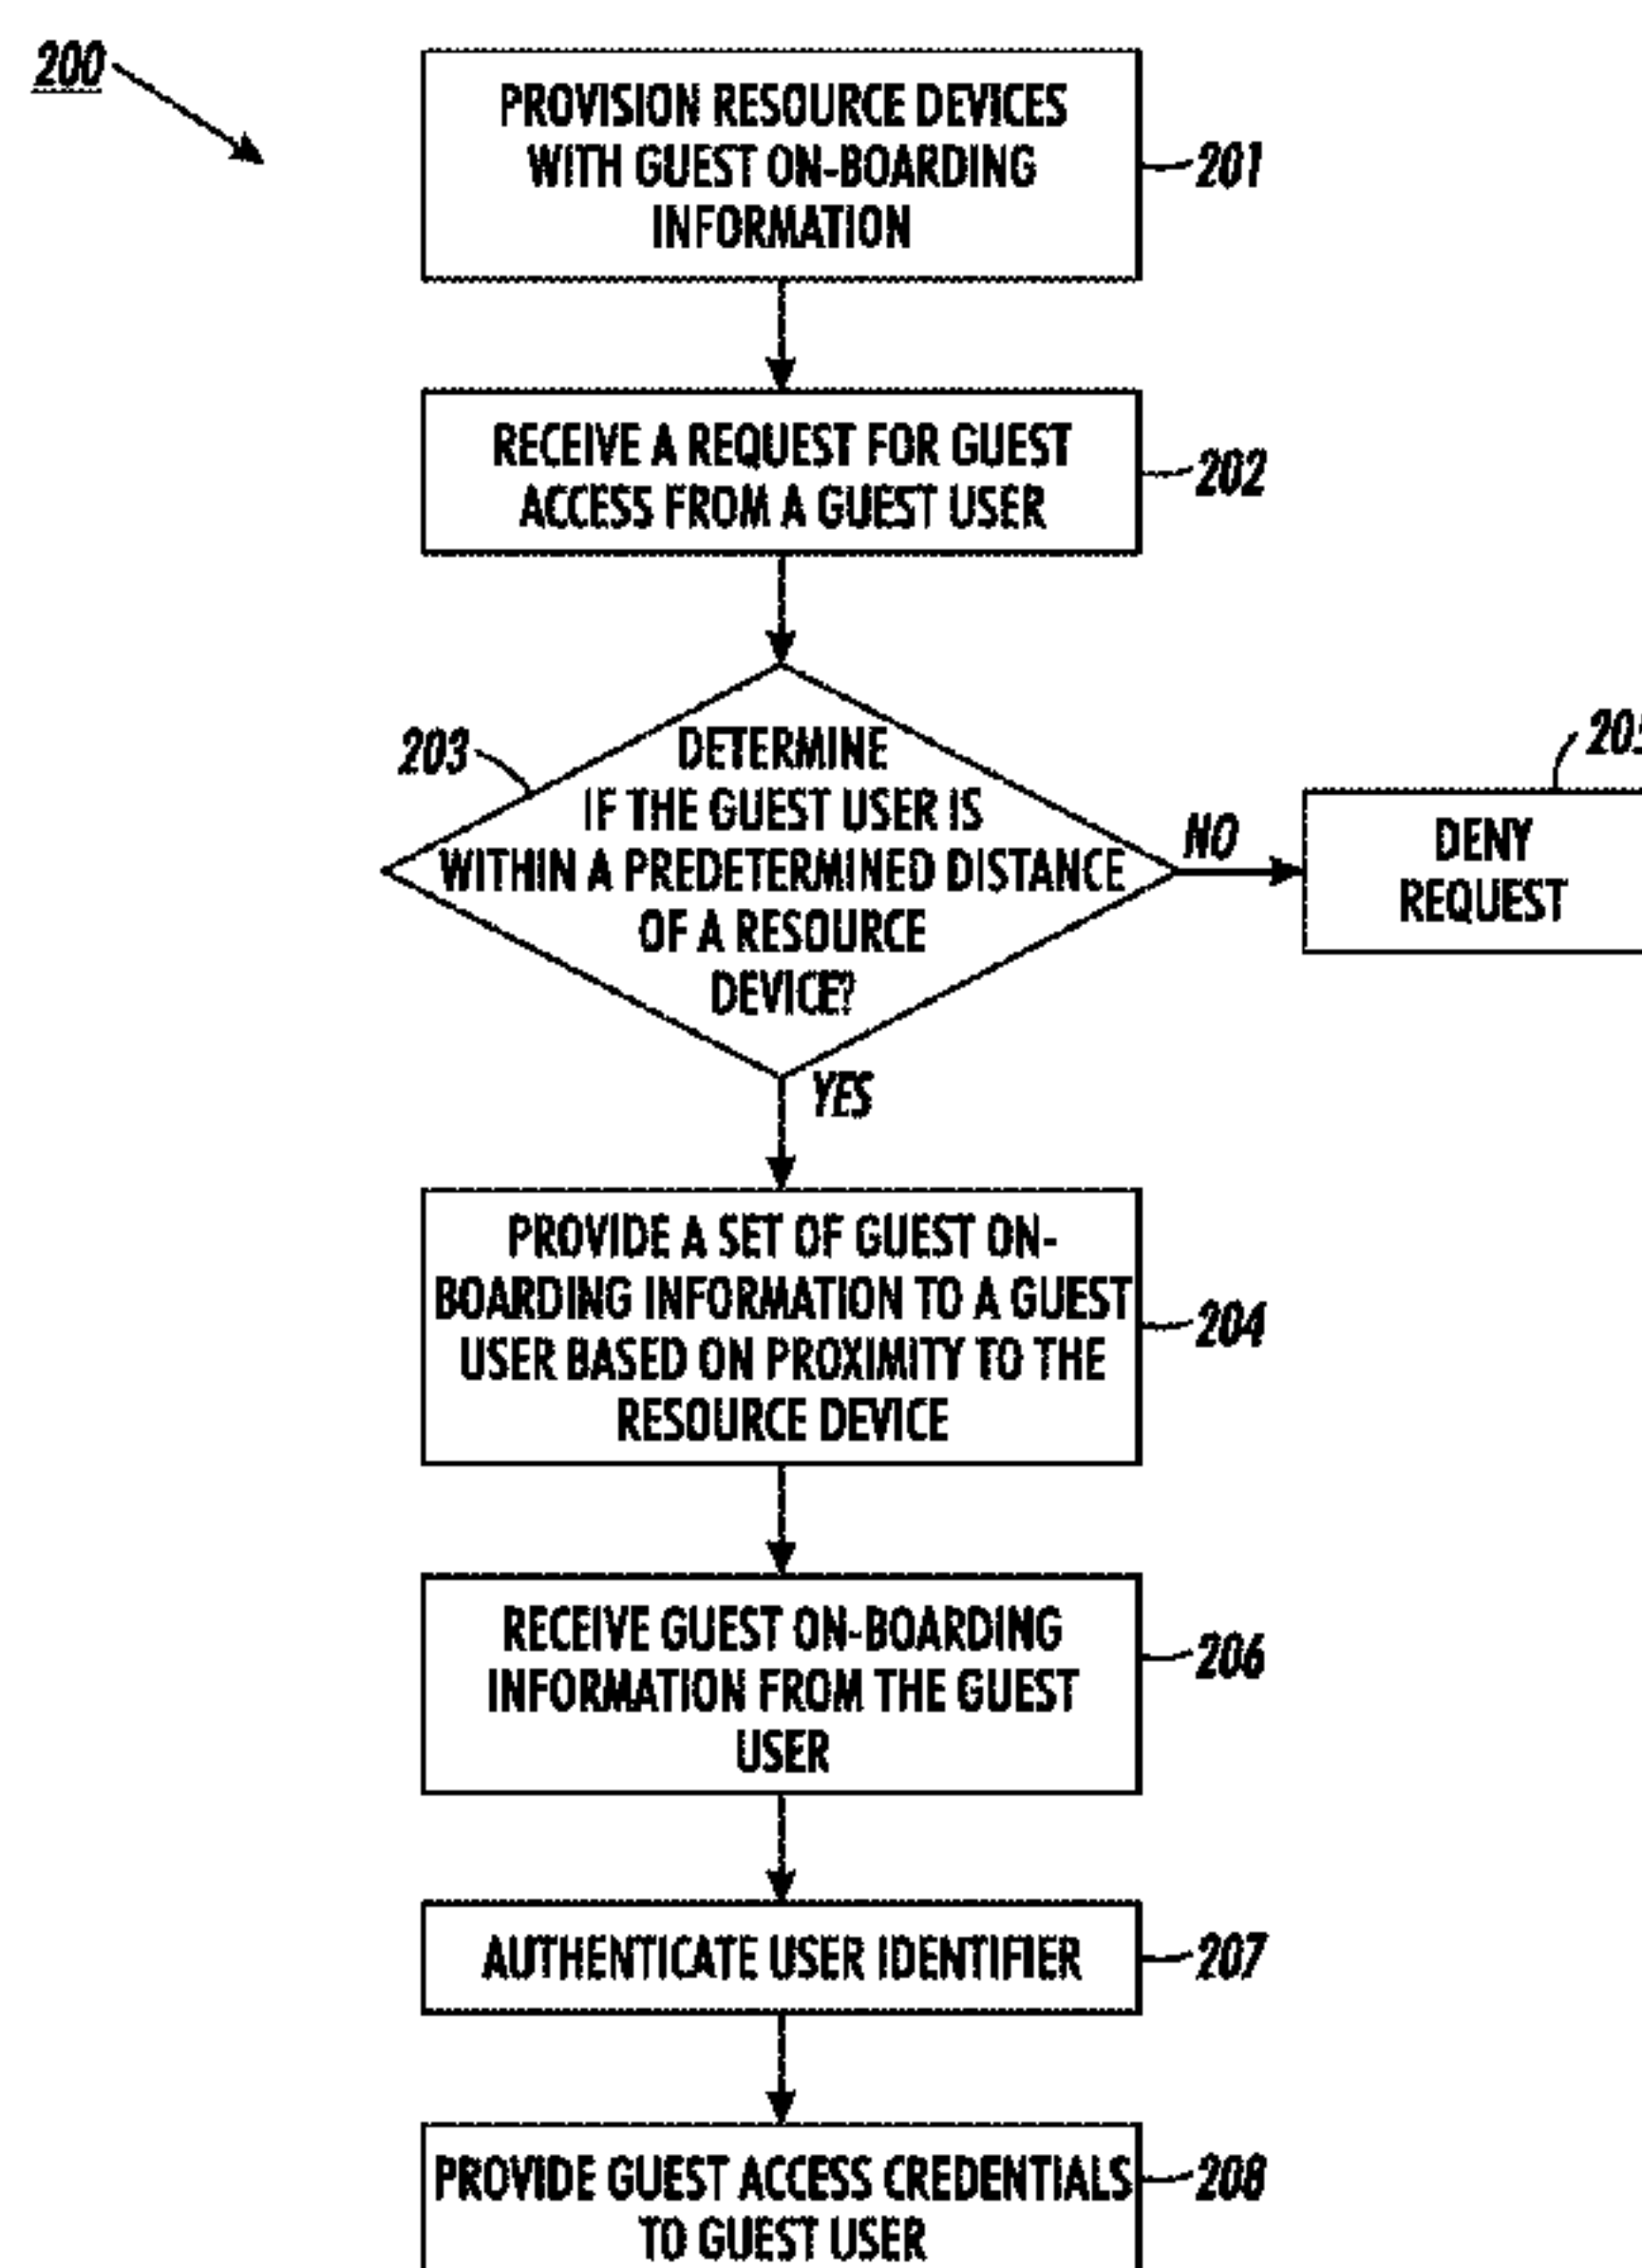 200
PROVISION RESOURCE DEVICES
WITH GUEST ON-BOARDING
INFORMATION
201
RECEIVE A REQUEST FOR GUEST
ACCESS FROM A GUEST USER
202
203
DETERMINE
IF THE GUEST USER IS
WITHIN A PREDETERMINED DISTANCE
OF A RESOURCE
DEVICE?
NO
DENY
REQUEST
YES
PROVIDE A SET OF GUEST ON-
BOARDING INFORMATION TO A GUEST
USER BASED ON PROXIMITY TO THE
RESOURCE DEVICE
204
RECEIVE GUEST ON-BOARDING
INFORMATION FROM THE GUEST
USER
206
AUTHENTICATE USER IDENTIFIER
207
PROVIDE GUEST ACCESS CREDENTIALS
TO GUEST USER
208